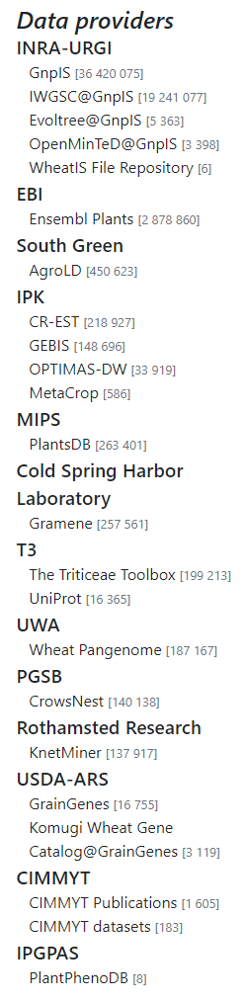 Data providers
INRA-URGI
GnpIS [36 420 075]
IWGSC@GnpIS [19 241 077]
Evoltree@GnpIS [5 363]
OpenMinTeD@GnpIS [3 398]
WheatIS File Repository [6]
EBI
Ensembl Plants [2 878 860]
South Green
AgroLD [450 623]
IPK
CR-EST [218 927]
GEBIS [148 696]
OPTIMAS-DW [33 919]
MetaCrop [586]
MIPS
PlantsDB [263 401]
Cold Spring Harbor
Laboratory
Gramene [257 561]
T3
The Triticeae Toolbox [199 213]
UniProt [16 365]
UWA
Wheat Pangenome [187 167]
PGSB
CrowsNest [140 138]
Rothamsted Research
KnetMiner [137 917]
USDA-ARS
GrainGenes [16 755]
Komugi Wheat Gene
Catalog@GrainGenes [3 119]
CIMMYT
CIMMYT Publications [1 605]
CIMMYT datasets [183]
IPGPAS
PlantPhenoDB [8]